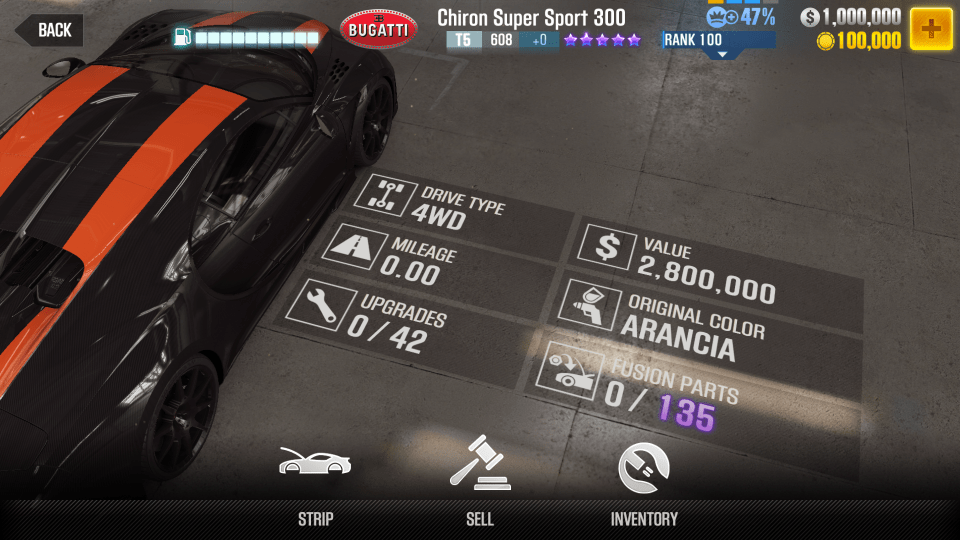 BACK
BUGATTI
Chiron Super Sport 300
T5 608 +0
47%
RANK 100
$ 1,000,000
100,000
DRIVE TYPE
4WD
MILEAGE
0.00
UPGRADES
0/42
$
VALUE
2,800,000
ORIGINAL COLOR
ARANCIA
FUSION PARTS
0/135
STRIP
SELL
INVENTORY